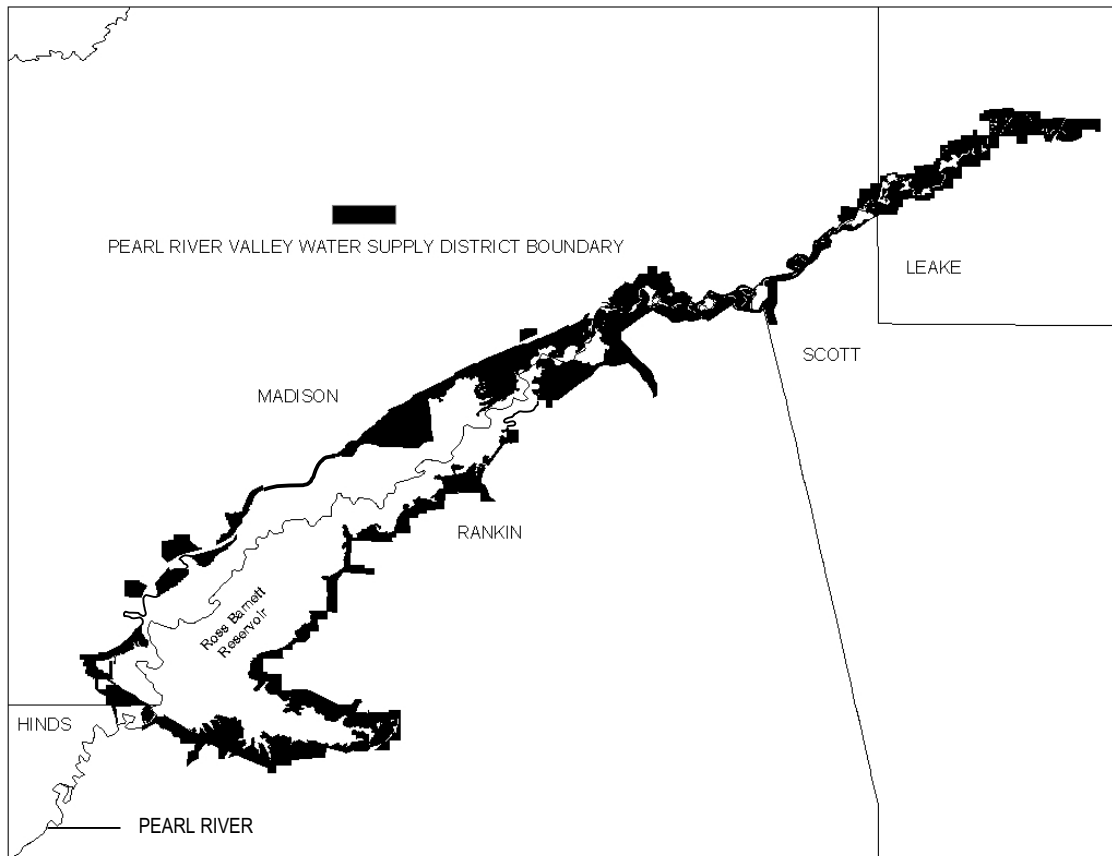 PEARL RIVER VALLEY WATER SUPPLY DISTRICT BOUNDARY
LEAKE
SCOTT
MADISON
RANKIN
Ross Barnett
Reservoir
HINDS
PEARL RIVER